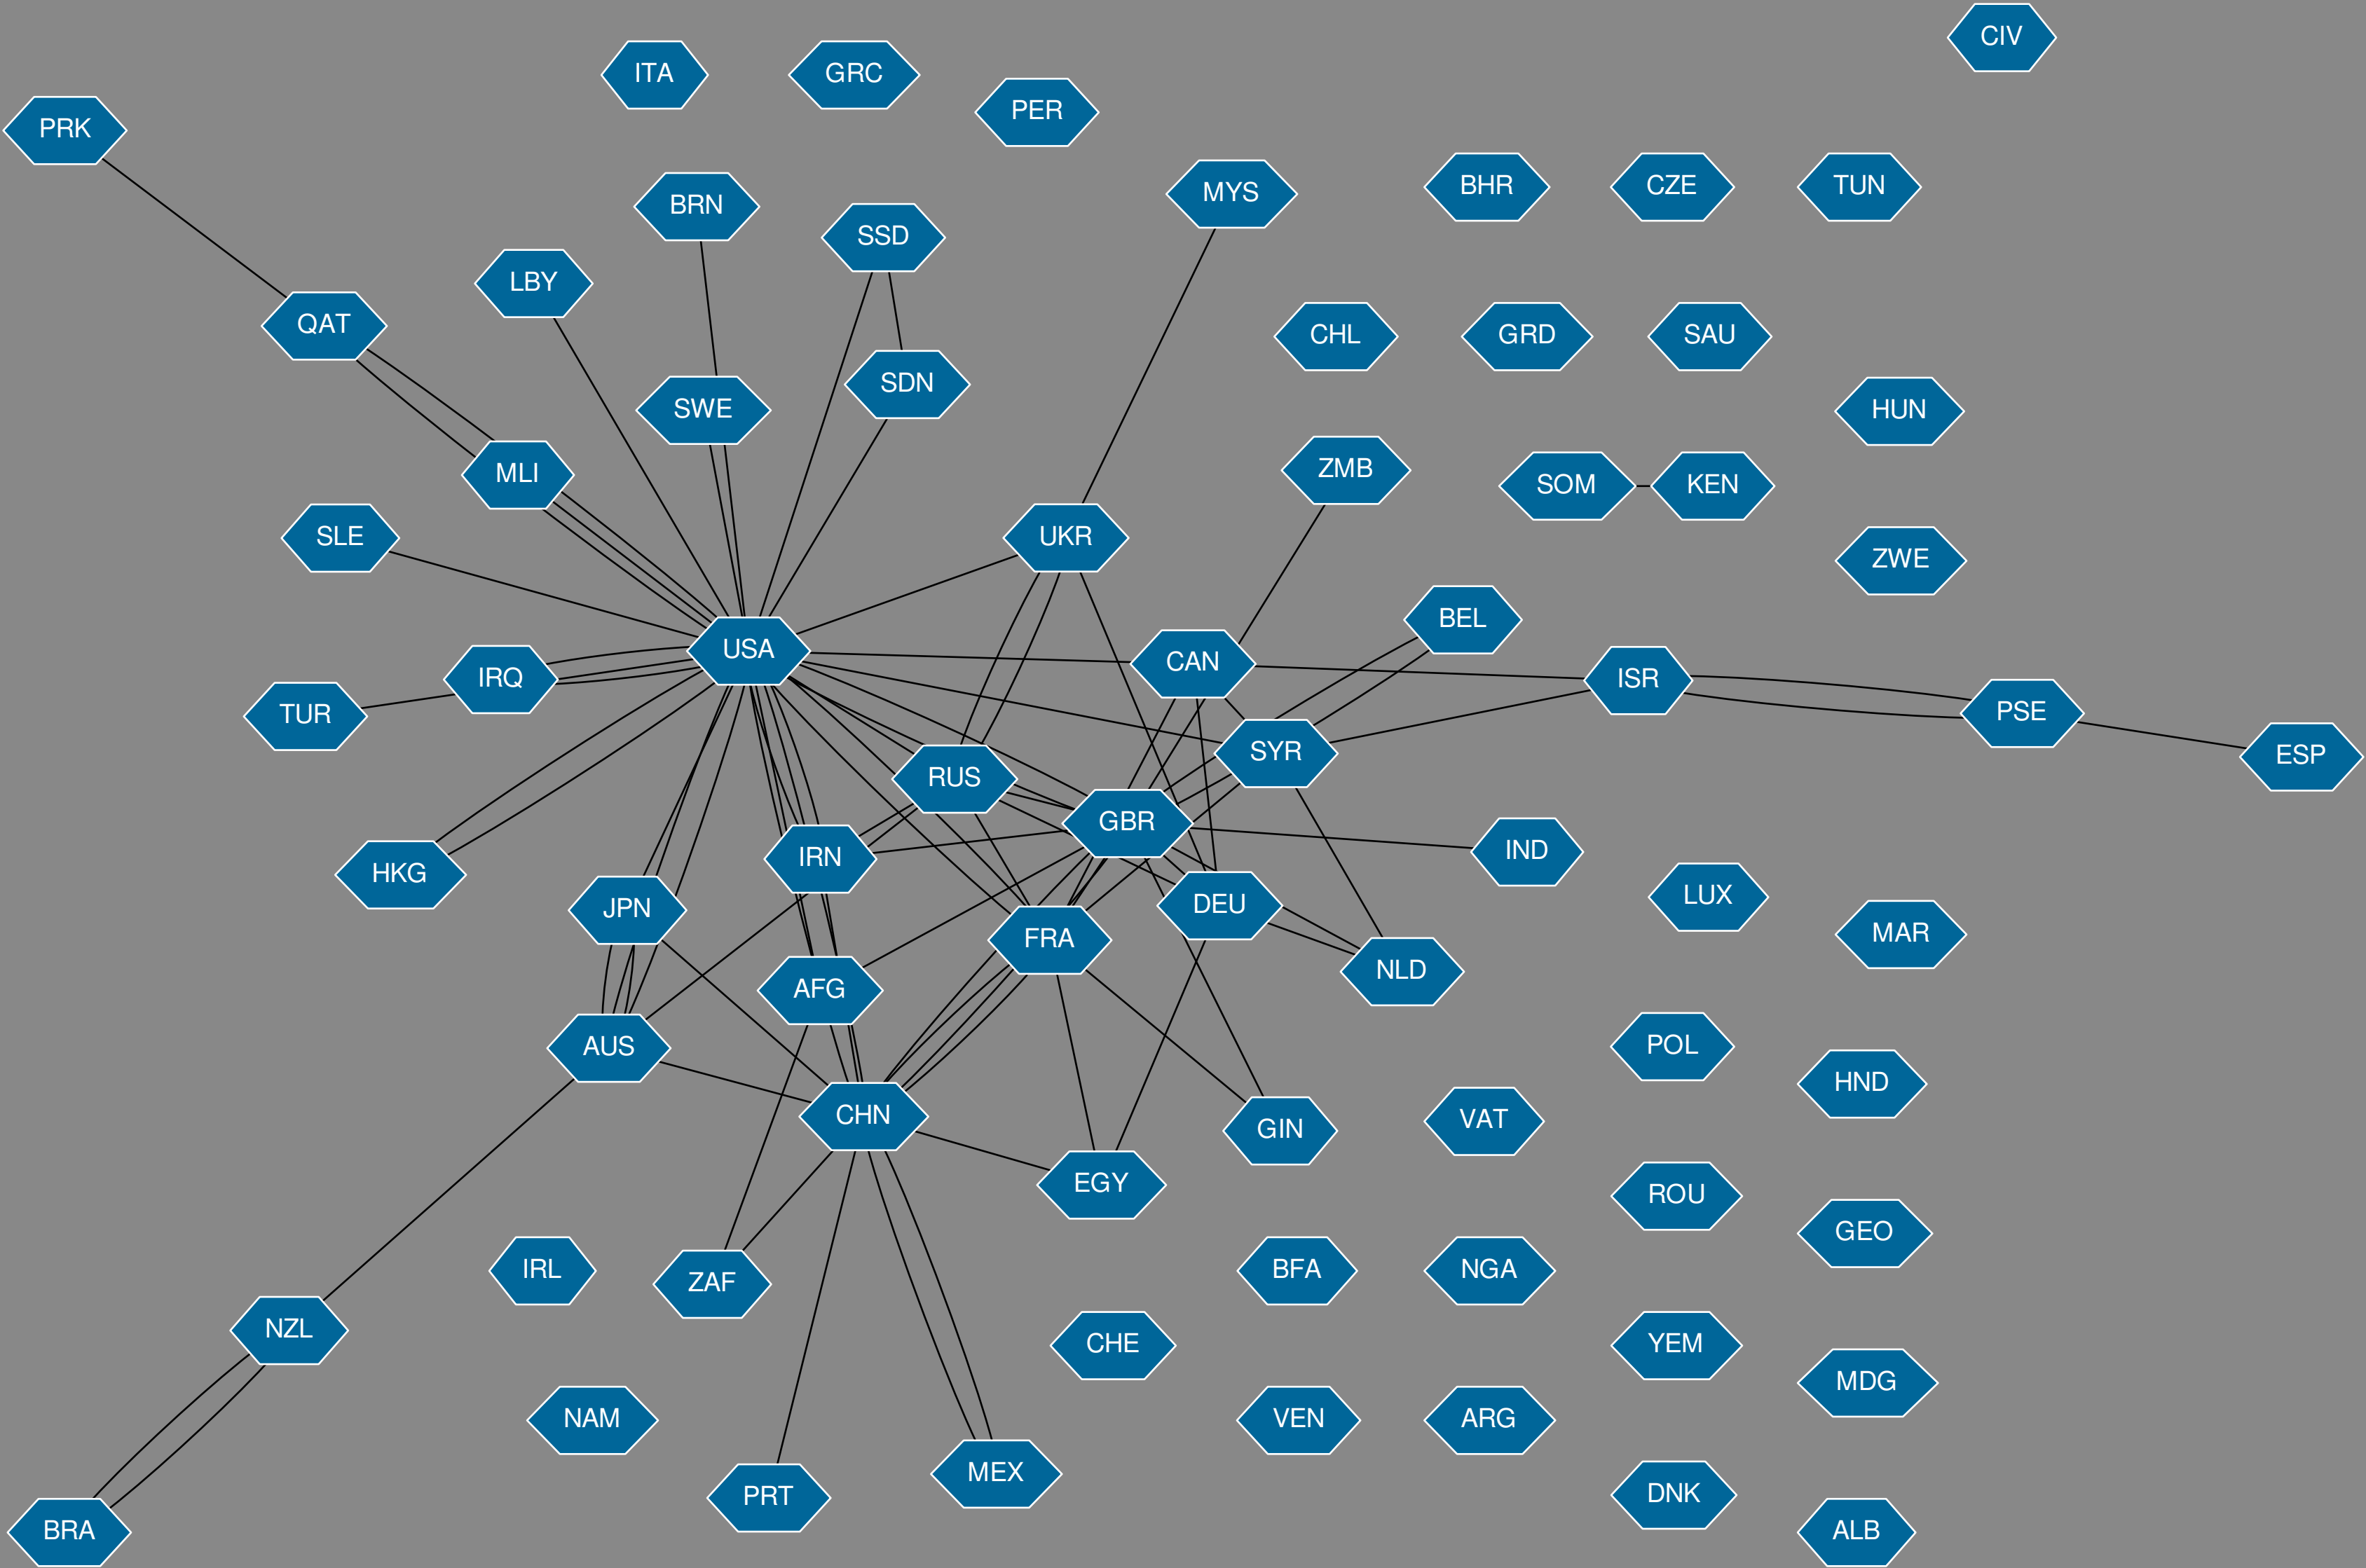 CIV
ITA
GRC
PER
PRK
BRN
SSD
MYS
BHR
CZE
TUN
LBY
QAT
CHL
GRD
SAU
SWE
SDN
HUN
MLI
ZMB
SOM
KEN
SLE
UKR
ZWE
BEL
USA
CAN
IRQ
ISR
TUR
PSE
SYR
ESP
RUS
GBR
IRN
IND
HKG
JPN
DEU
LUX
FRA
MAR
NLD
AFG
AUS
POL
HND
CHN
GIN
VAT
EGY
ROU
GEO
IRL
ZAF
BFA
NGA
NZL
CHE
YEM
MDG
NAM
VEN
ARG
MEX
PRT
DNK
BRA
ALB